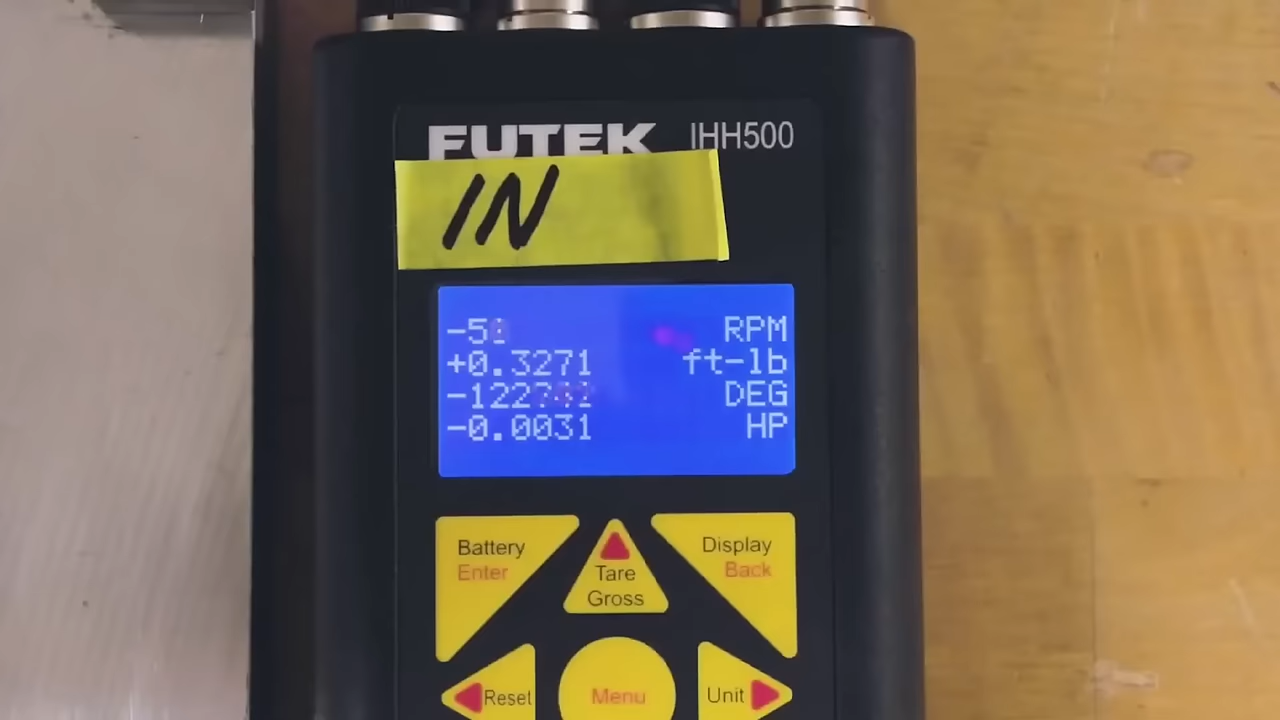 FUTEK IHH500
IN
RPM
+0.3271 ft-lb
DEG
-0.0031 HP
Battery
Enter
Tare
Gross
Display
Back
Reset
Menu
Unit